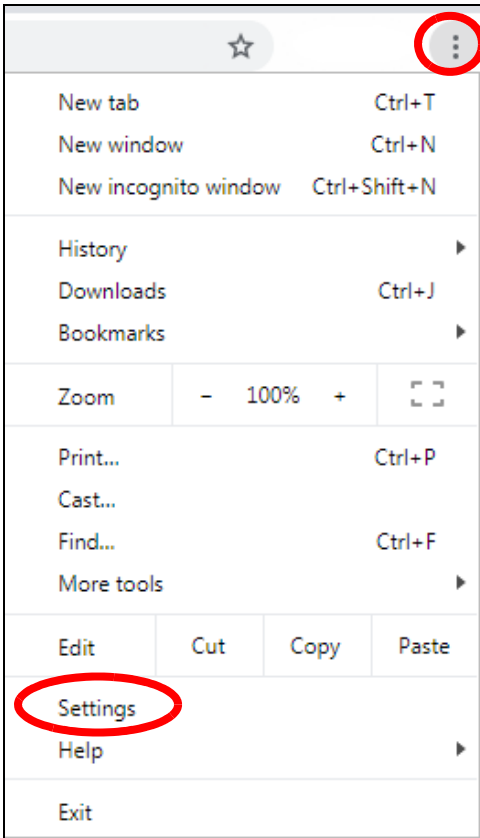 New tab Ctrl+T
New window Ctrl+N
New incognito window Ctrl+Shift+N
History
Downloads Ctrl+J
Bookmarks
Zoom - 100% +
Print... Ctrl+P
Cast...
Find... Ctrl+F
More tools
Edit Cut Copy Paste
Settings
Help
Exit